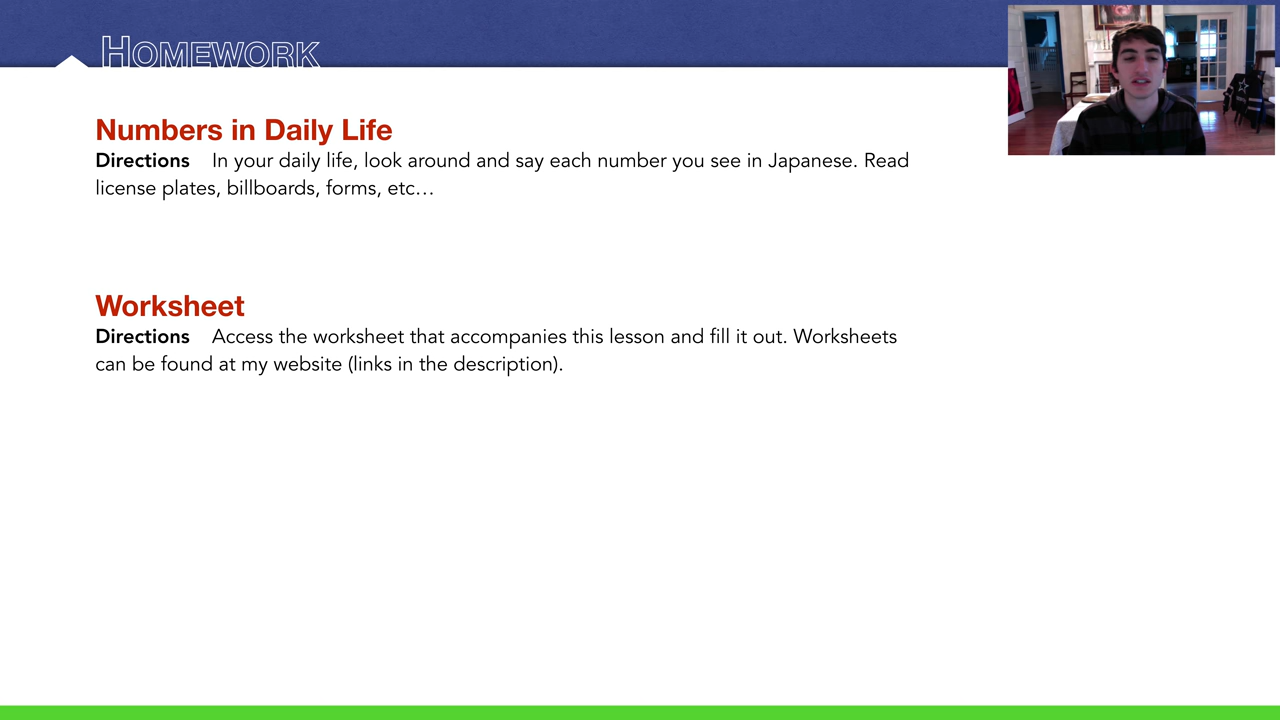 HOMEWORK
Numbers in Daily Life
Directions In your daily life, look around and say each number you see in Japanese. Read
license plates, billboards, forms, etc…
Worksheet
Directions Access the worksheet that accompanies this lesson and fill it out. Worksheets
can be found at my website (links in the description).